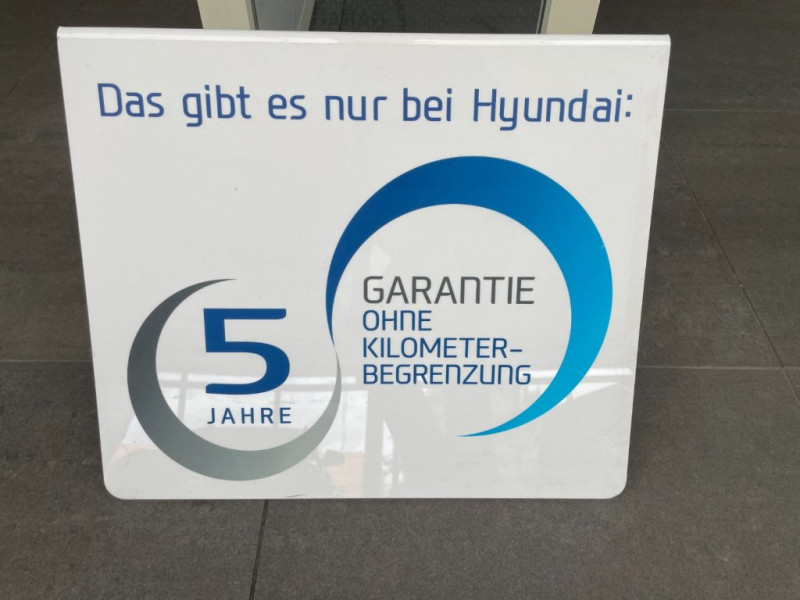 Das gibt es nur bei Hyundai:
5
JAHRE
GARANTIE
OHNE
KILOMETER-
BEGRENZUNG